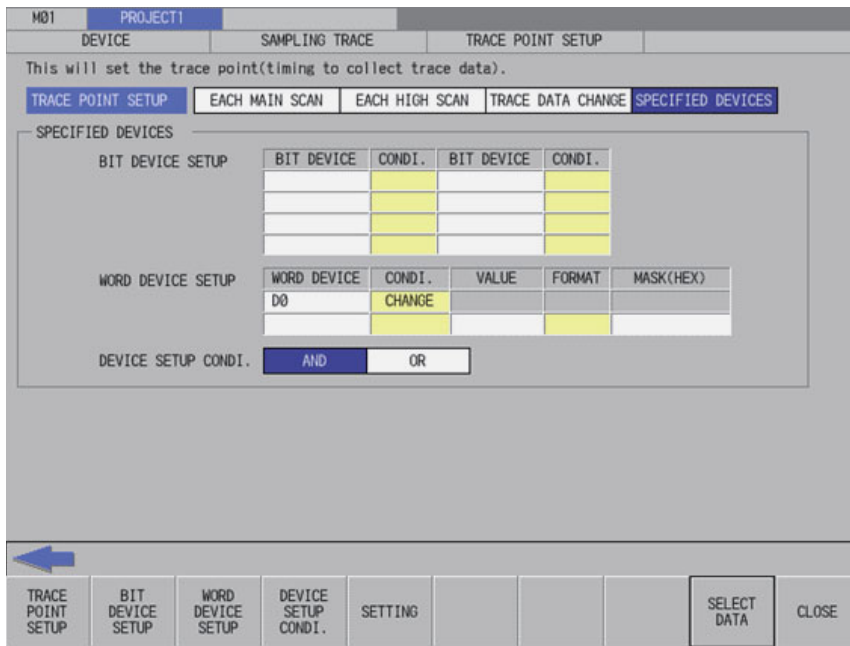 MØ1 PROJECT1
DEVICE SAMPLING TRACE TRACE POINT SETUP
This will set the trace point(timing to collect trace data).
TRACE POINT SETUP EACH MAIN SCAN EACH HIGH SCAN TRACE DATA CHANGE SPECIFIED DEVICES
SPECIFIED DEVICES
BIT DEVICE SETUP BIT DEVICE CONDI. BIT DEVICE CONDI.
WORD DEVICE SETUP WORD DEVICE CONDI. VALUE FORMAT MASK(HEX)
DØ CHANGE
DEVICE SETUP CONDI. AND OR
TRACE POINT SETUP BIT DEVICE SETUP WORD DEVICE SETUP DEVICE SETUP CONDI. SETTING SELECT DATA CLOSE